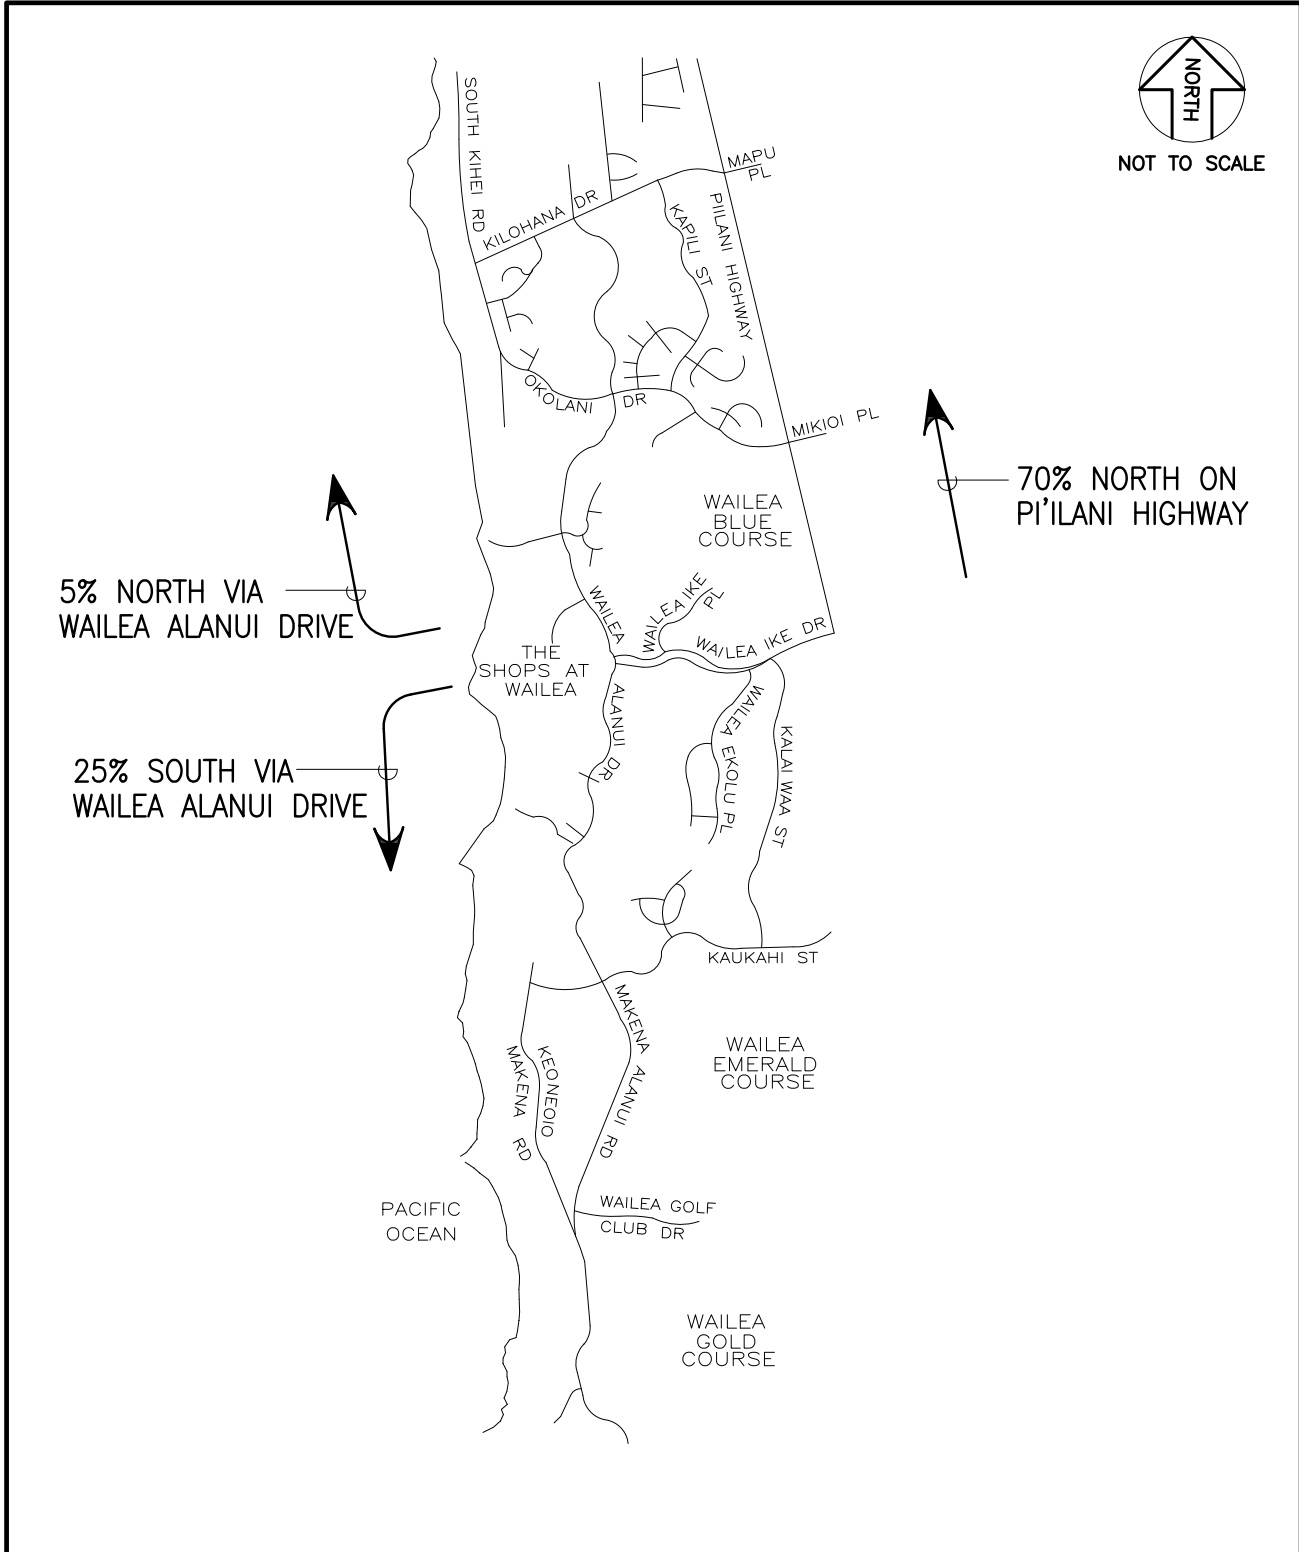 NORTH
NOT TO SCALE
SOUTH KIHEI RD
KILOHANA DR
MAPU
PL
KAPILI ST
PIILANI HIGHWAY
OKOLANI DR
MIKIOI PL
70% NORTH ON
PI'ILANI HIGHWAY
WAILEA
BLUE
COURSE
5% NORTH VIA
WAILEA ALANUI DRIVE
WAILEA ALANUI DR
WAILEA IKE
PL
WAILEA IKE DR
THE
SHOPS AT
WAILEA
WAILEA EKOLU PL
KALAI WAA ST
25% SOUTH VIA
WAILEA ALANUI DRIVE
KAUKAHI ST
MAKENA ALANUI RD
KEONEOIO
MAKENA RD
WAILEA
EMERALD
COURSE
PACIFIC
OCEAN
WAILEA GOLF
CLUB DR
WAILEA
GOLD
COURSE